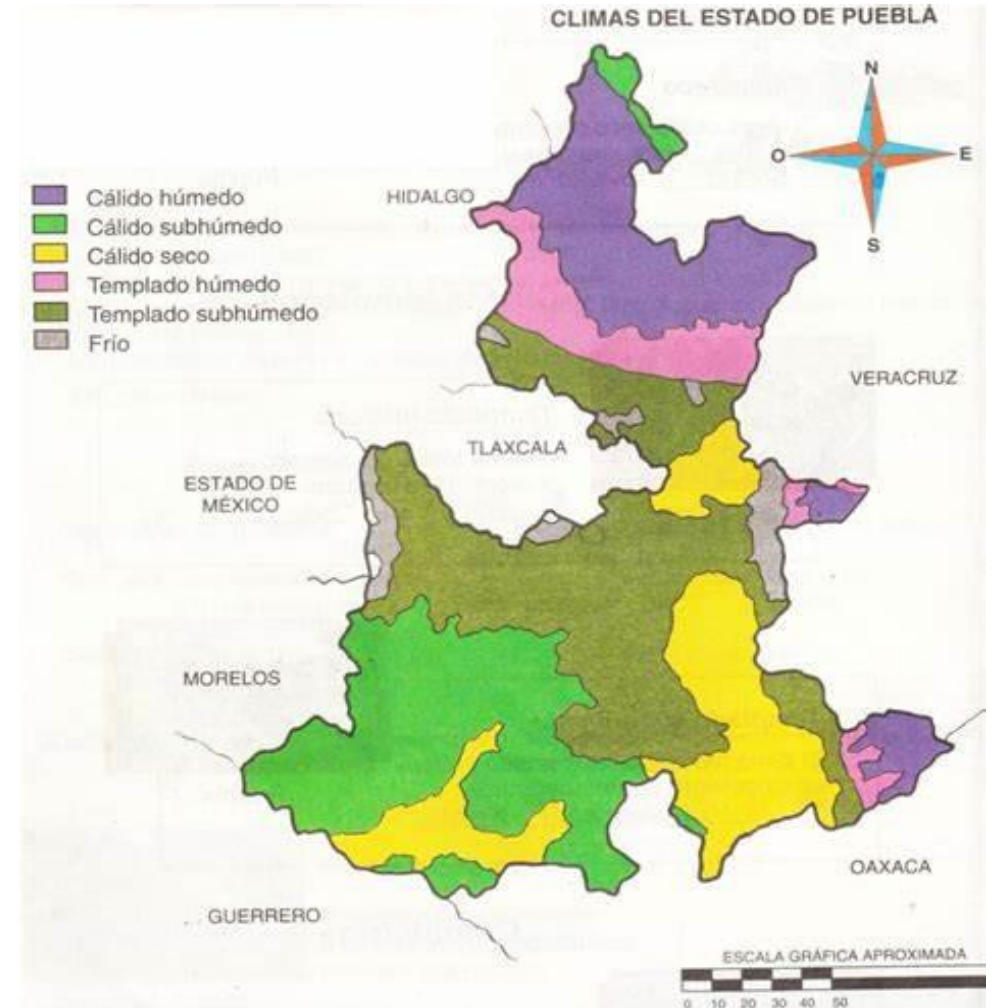 CLIMAS DEL ESTADO DE PUEBLA
N
O
E
S
Cálido húmedo
Cálido subhúmedo
Cálido seco
Templado húmedo
Templado subhúmedo
Frío
HIDALGO
VERACRUZ
TLAXCALA
ESTADO DE
MÉXICO
MORELOS
OAXACA
GUERRERO
ESCALA GRÁFICA APROXIMADA
0 10 20 30 40 50